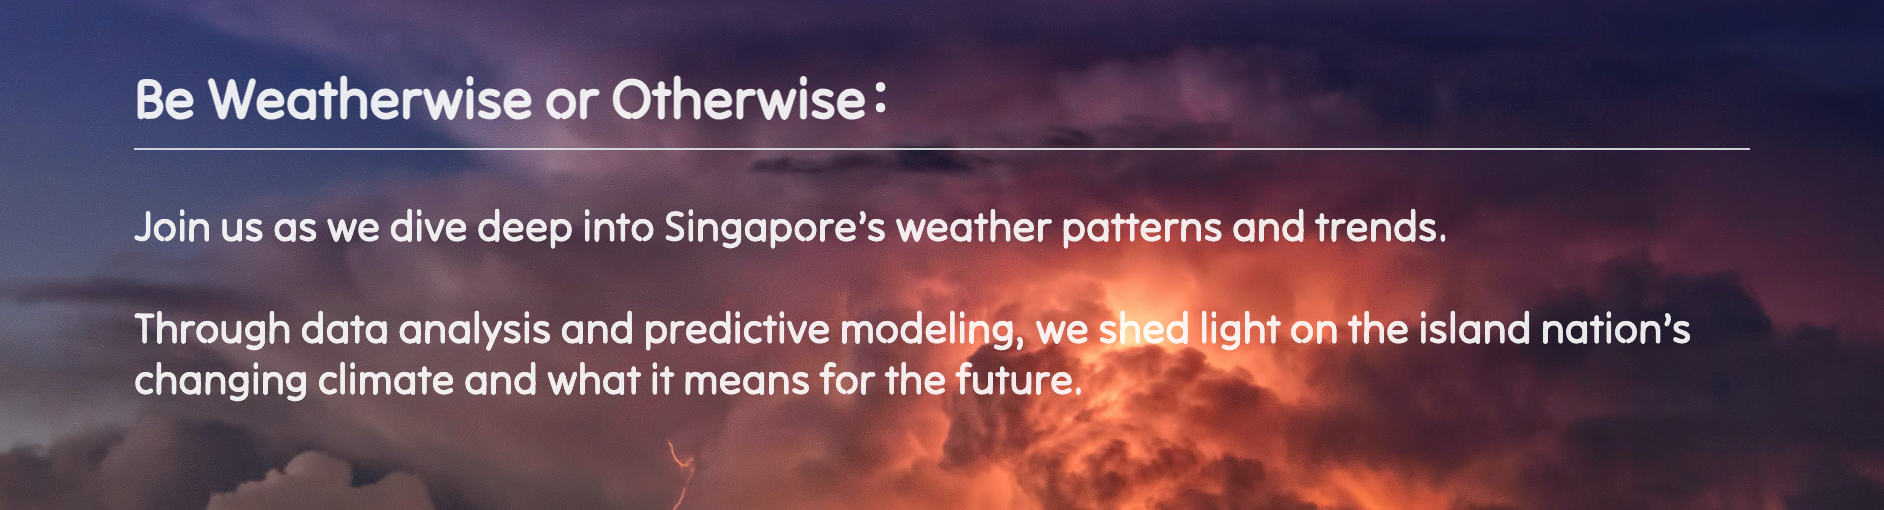 Be Weatherwise or Otherwise:
Join us as we dive deep into Singapore’s weather patterns and trends.
Through data analysis and predictive modeling, we shed light on the island nation’s
changing climate and what it means for the future.